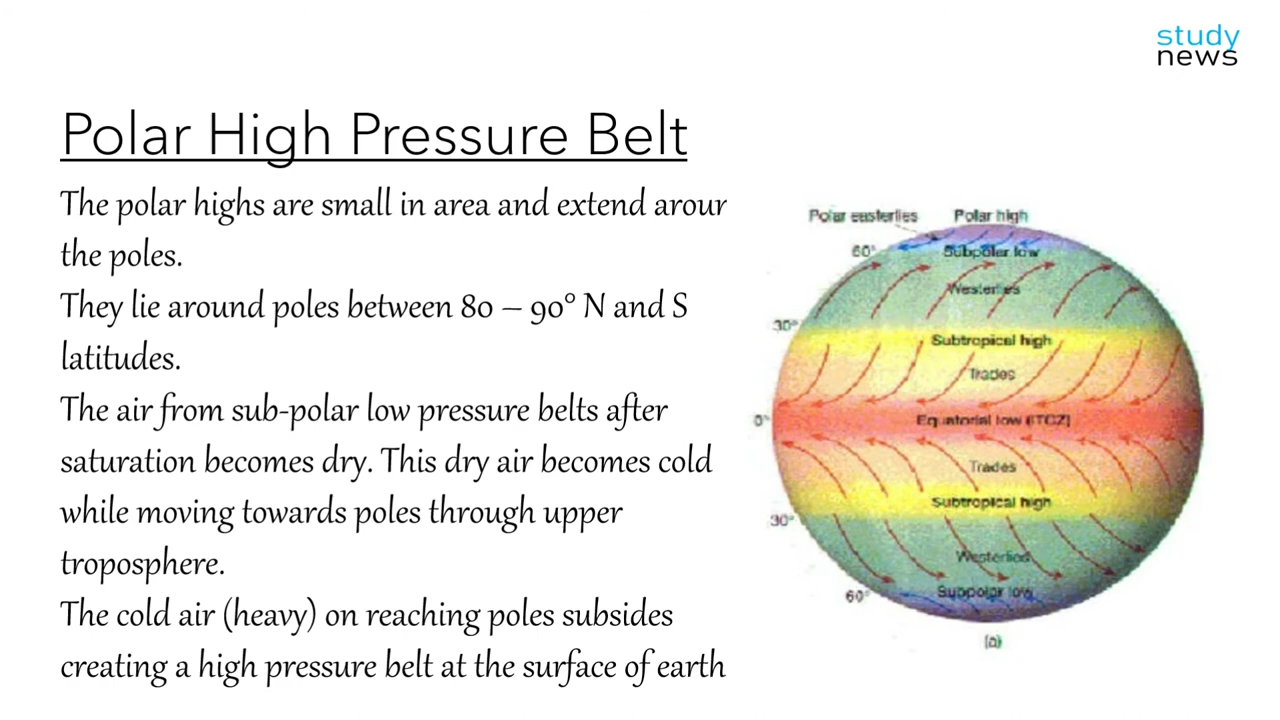 study
news
Polar High Pressure Belt
The polar highs are small in area and extend aroun
the poles.
They lie around poles between 80 – 90° N and S
latitudes.
The air from sub-polar low pressure belts after
saturation becomes dry. This dry air becomes cold
while moving towards poles through upper
troposphere.
The cold air (heavy) on reaching poles subsides
creating a high pressure belt at the surface of earth
Polar easterlies
Polar high
60°
Subpolar low
Westerlies
30°
Subtropical high
Trades
0°
Equatorial low (ITCZ)
Trades
Subtropical high
30°
Westerlies
60°
Subpolar low
(a)